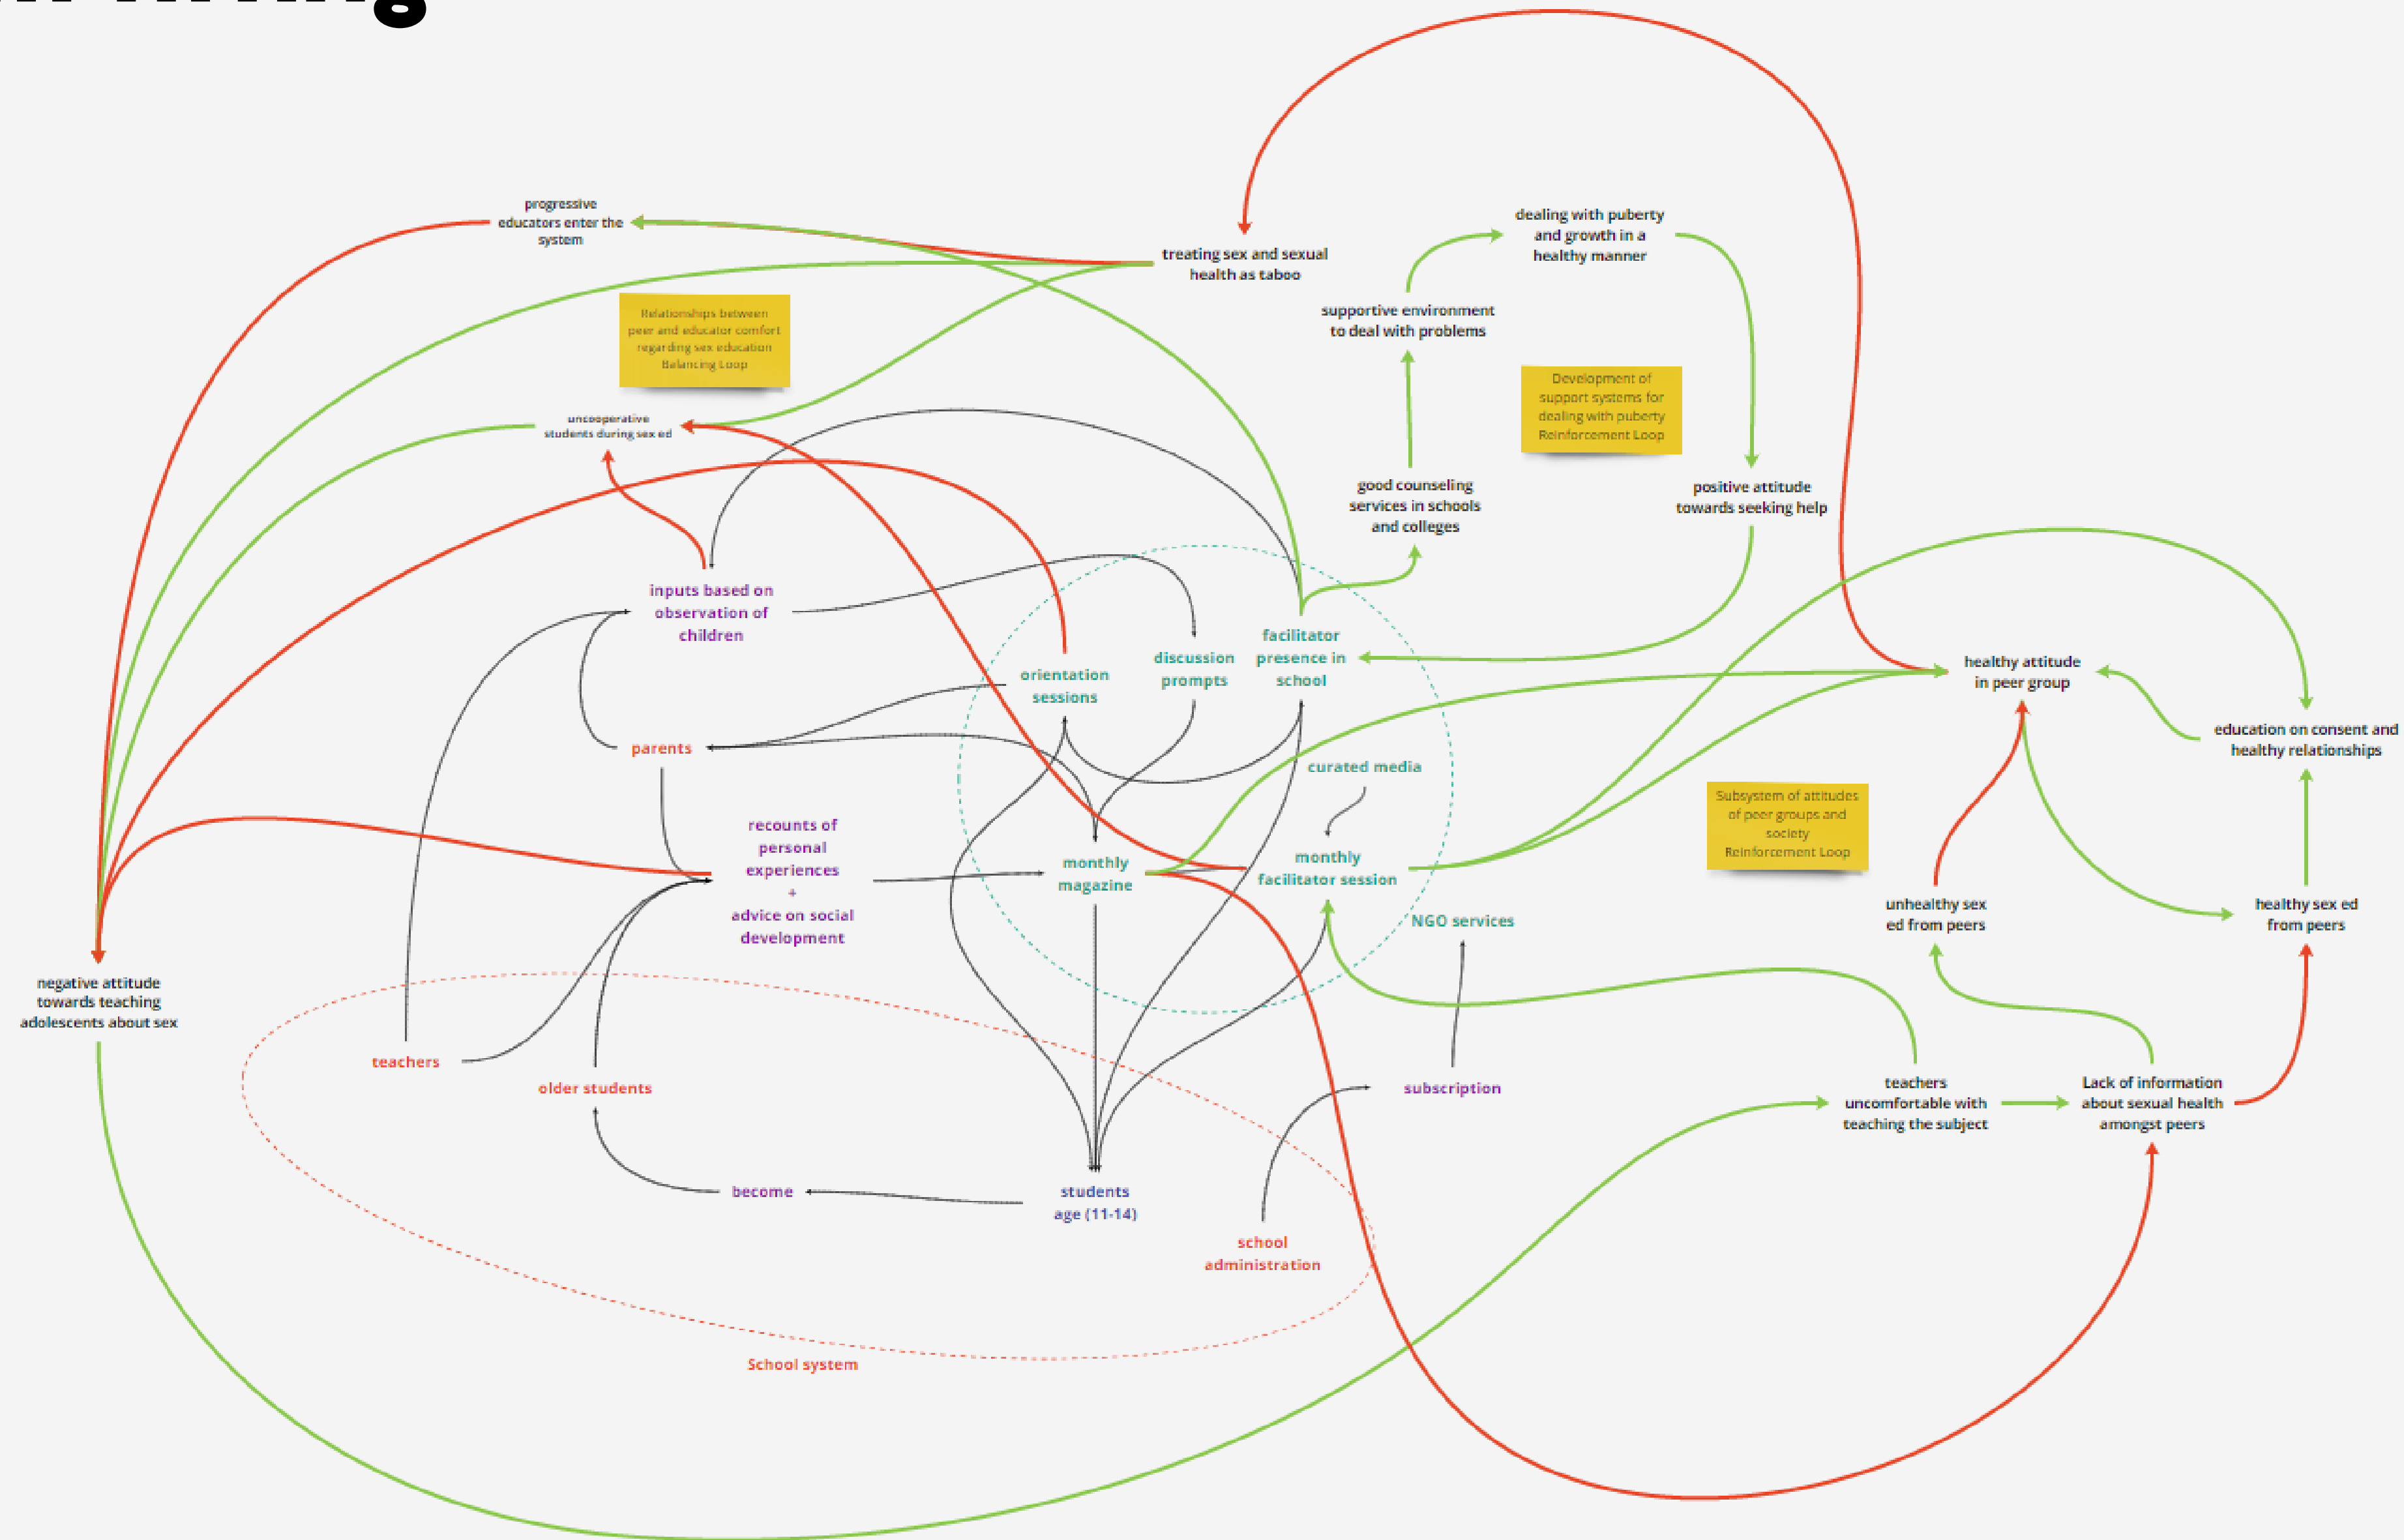 progressive
educators enter the
system
treating sex and sexual
health as taboo
dealing with puberty
and growth in a
healthy manner
supportive environment
to deal with problems
Relationships between
peer and educator comfort
regarding sex education
Balancing Loop
Development of
support systems for
dealing with puberty
Reinforcement Loop
uncooperative
students during sex ed
good counseling
services in schools
and colleges
positive attitude
towards seeking help
inputs based on
observation of
children
orientation
sessions
discussion
prompts
facilitator
presence in
school
healthy attitude
in peer group
education on consent and
healthy relationships
parents
curated media
recounts of
personal
experiences
+
advice on social
development
monthly
magazine
monthly
facilitator session
NGO services
Subsystem of attitudes
of peer groups and
society
Reinforcement Loop
unhealthy sex
ed from peers
healthy sex ed
from peers
negative attitude
towards teaching
adolescents about sex
teachers
older students
subscription
teachers
uncomfortable with
teaching the subject
Lack of information
about sexual health
amongst peers
become
students
age (11-14)
school
administration
School system